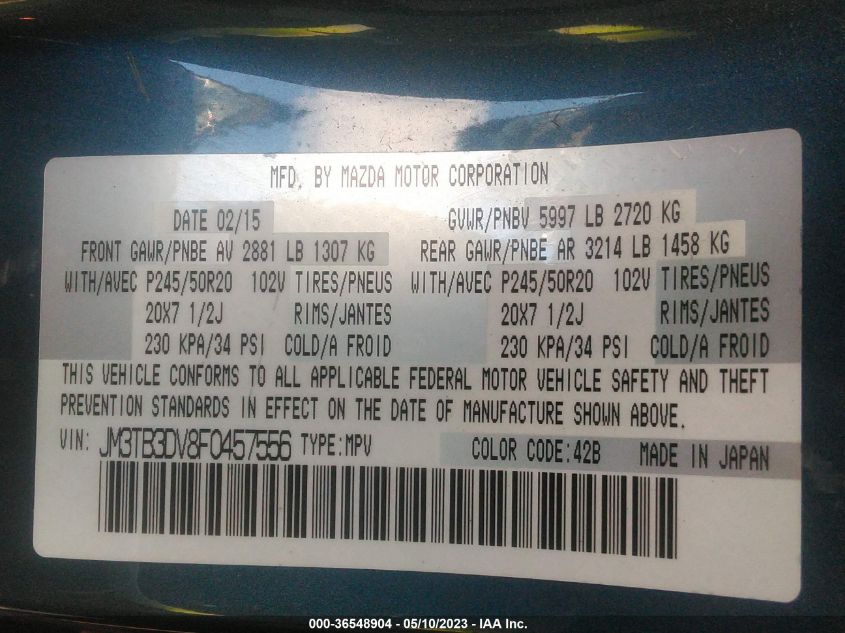 MFD. BY MAZDA MOTOR CORPORATION
DATE 02/15 GVWR/PNBV 5997 LB 2720 KG
FRONT GAWR/PNBE AV 2881 LB 1307 KG REAR GAWR/PNBE AR 3214 LB 1458 KG
WITH/AVEC P245/50R20 102V TIRES/PNEUS WITH/AVEC P245/50R20 102V TIRES/PNEUS
20X7 1/2J RIMS/JANTES 20X7 1/2J RIMS/JANTES
230 KPA/34 PSI COLD/A FROID 230 KPA/34 PSI COLD/A FROID
THIS VEHICLE CONFORMS TO ALL APPLICABLE FEDERAL MOTOR VEHICLE SAFETY AND THEFT
PREVENTION STANDARDS IN EFFECT ON THE DATE OF MANUFACTURE SHOWN ABOVE.
VIN: JM3TB3DV8F0457556 TYPE:MPV COLOR CODE:42B MADE IN JAPAN
000-36548904 - 05/10/2023 - IAA Inc.